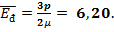 E̅d̅ = 3p/2μ = 6,20.